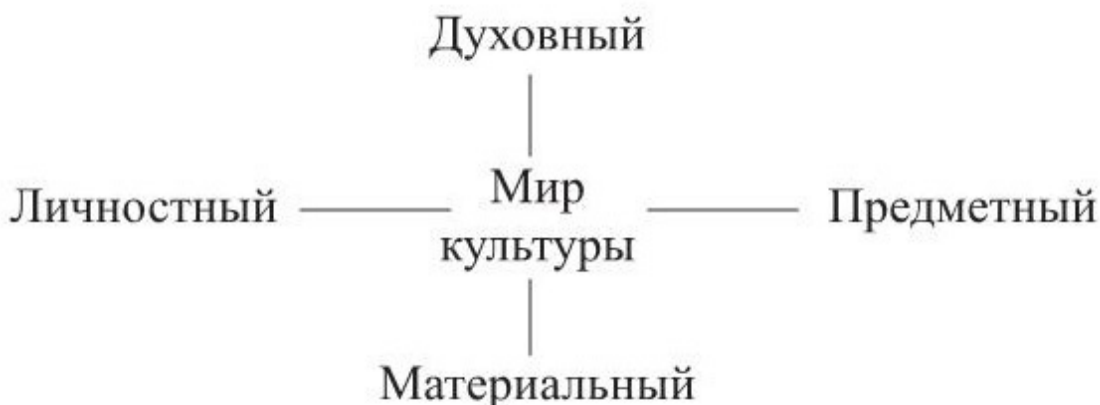 Духовный
Личностный
Мир
культуры
Предметный
Материальный